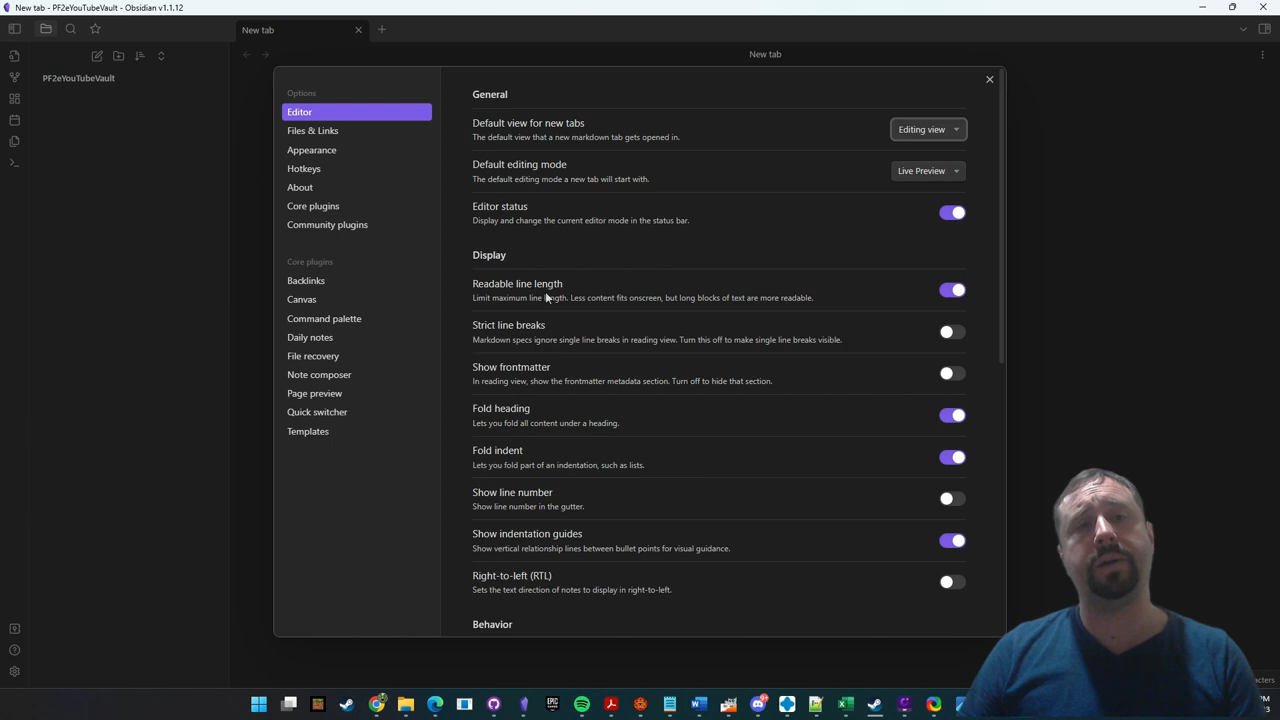 New tab - PF2eYouTubeVault - Obsidian v1.1.12
New tab
New tab
PF2eYouTubeVault
Options
Editor
Files & Links
Appearance
Hotkeys
About
Core plugins
Community plugins
Core plugins
Backlinks
Canvas
Command palette
Daily notes
File recovery
Note composer
Page preview
Quick switcher
Templates
General
Default view for new tabs
The default view that a new markdown tab gets opened in.
Editing view
Default editing mode
The default editing mode a new tab will start with.
Live Preview
Editor status
Display and change the current editor mode in the status bar.
Display
Readable line length
Limit maximum line length. Less content fits onscreen, but long blocks of text are more readable.
Strict line breaks
Markdown specs ignore single line breaks in reading view. Turn this off to make single line breaks visible.
Show frontmatter
In reading view, show the frontmatter metadata section. Turn off to hide that section.
Fold heading
Lets you fold all content under a heading.
Fold indent
Lets you fold part of an indentation, such as lists.
Show line number
Show line number in the gutter.
Show indentation guides
Show vertical relationship lines between bullet points for visual guidance.
Right-to-left (RTL)
Sets the text direction of notes to display in right-to-left.
Behavior
EPIC